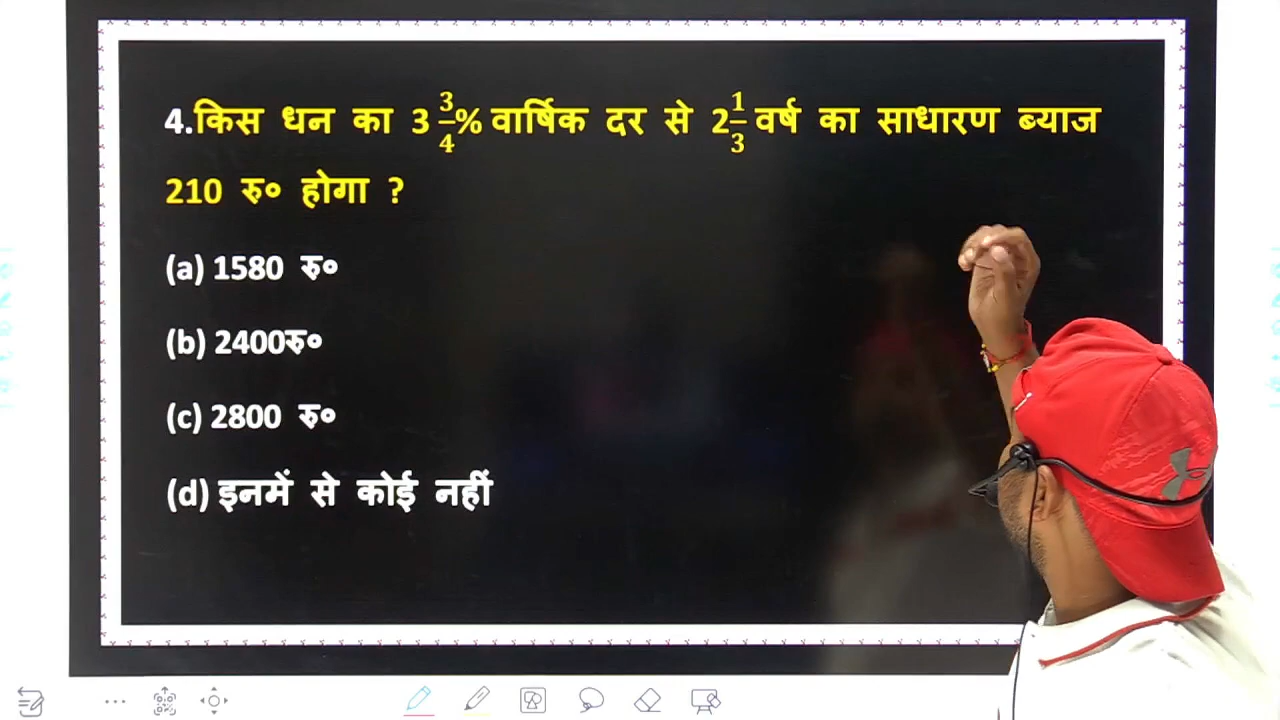 4.किस धन का 3 3/4% वार्षिक दर से 2 1/3 वर्ष का साधारण ब्याज
210 रु० होगा ?
(a) 1580 रु०
(b) 2400रु०
(c) 2800 रु०
(d) इनमें से कोई नहीं